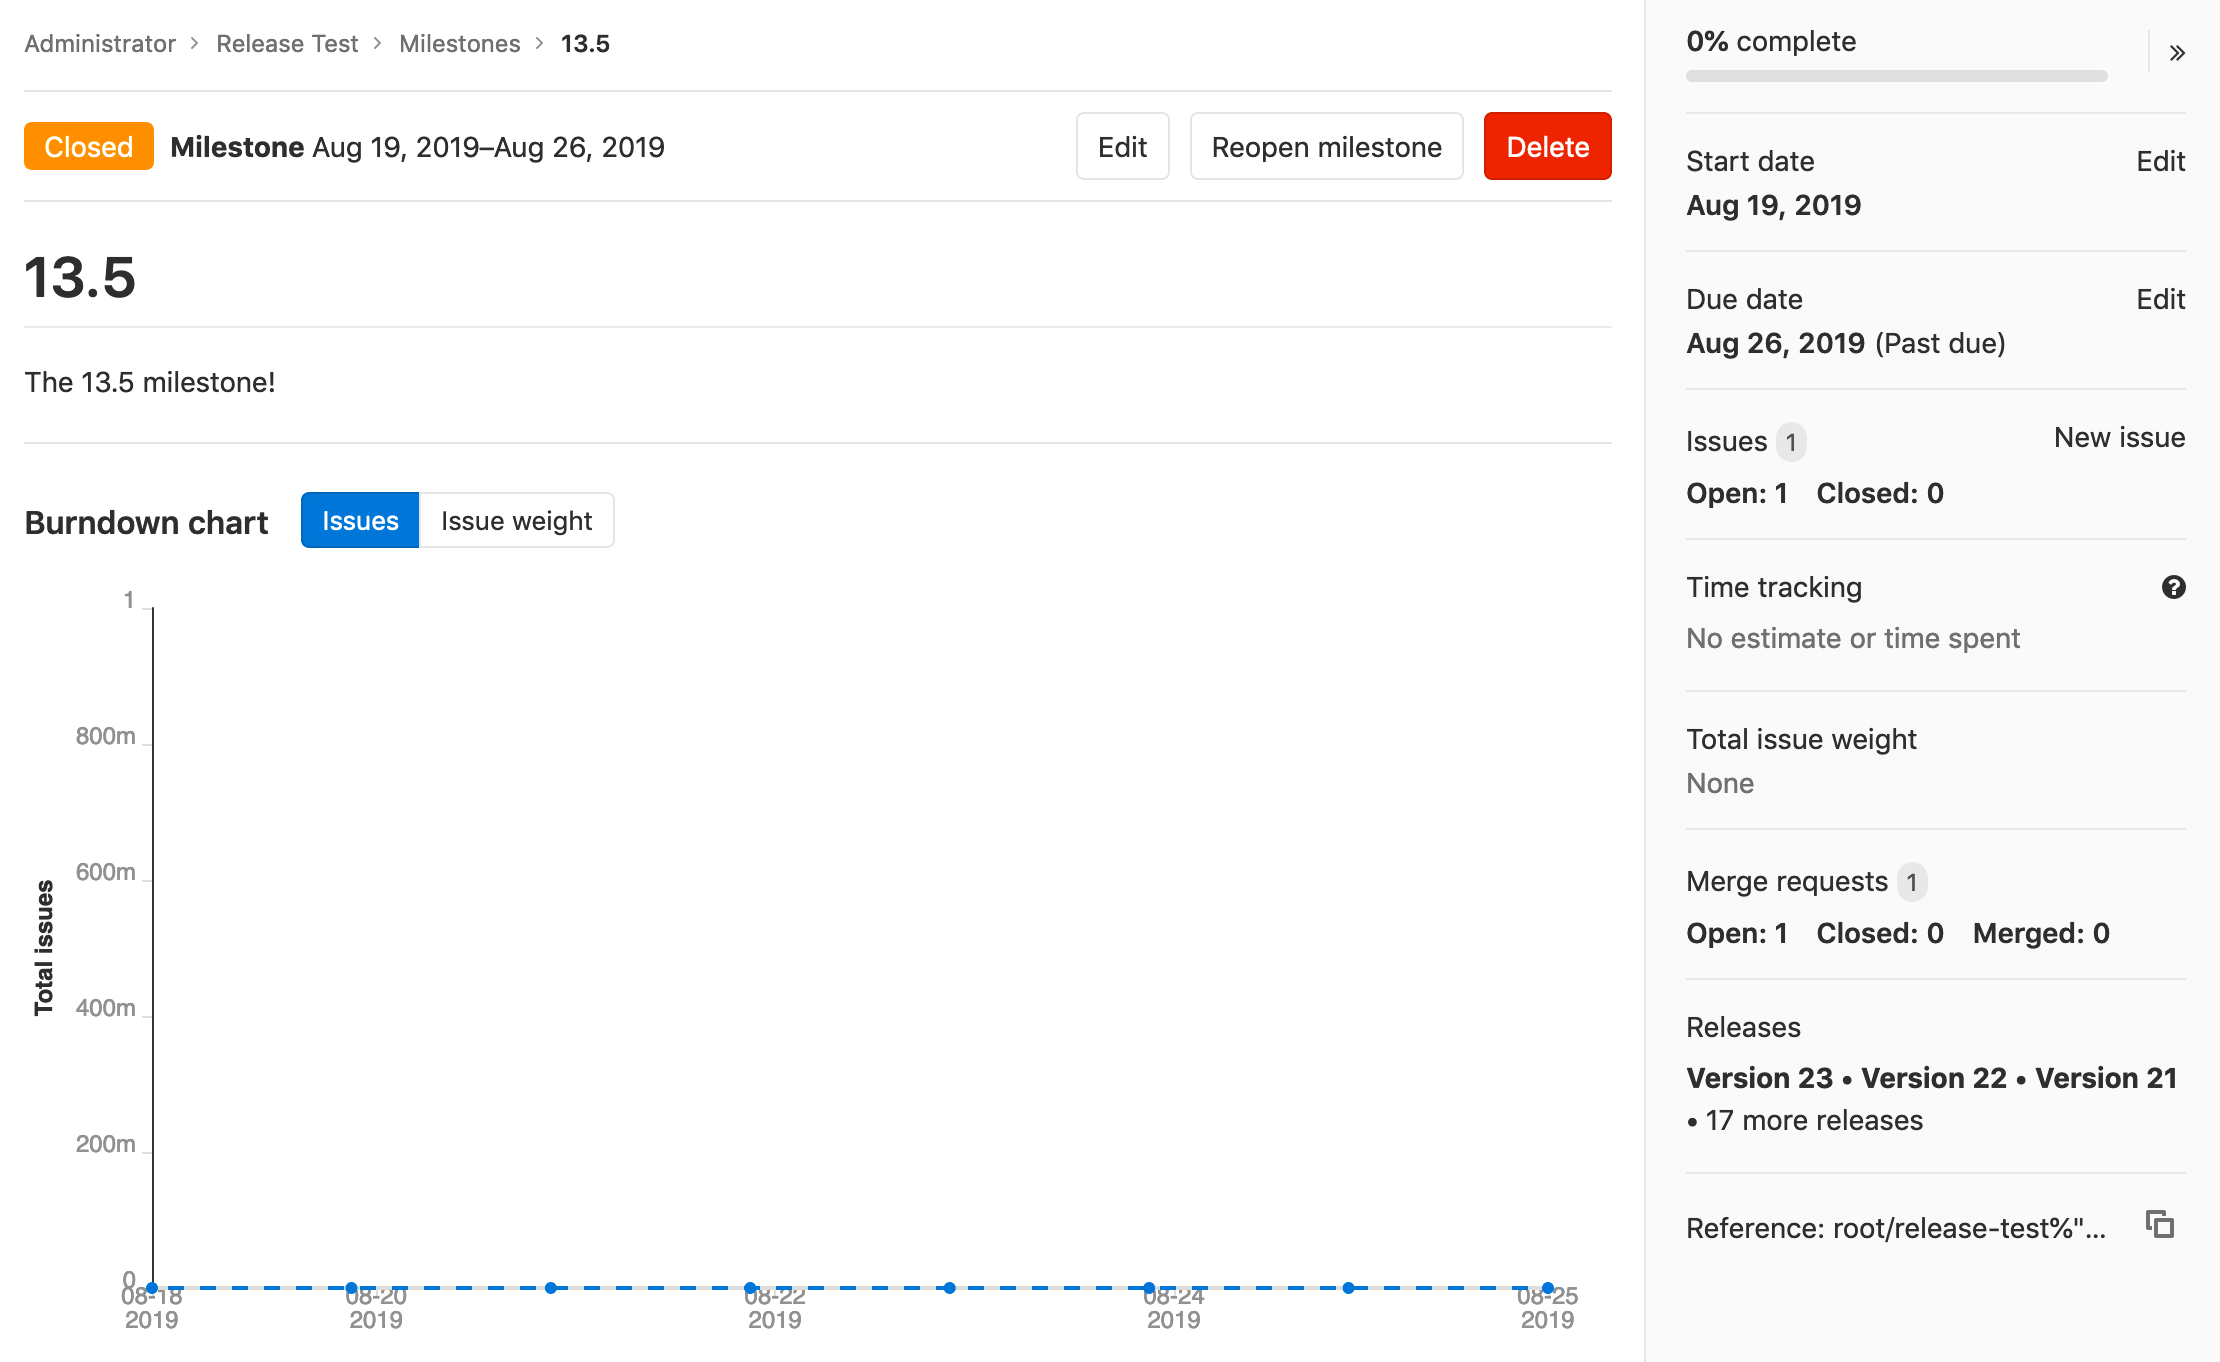 Administrator > Release Test > Milestones > 13.5
Closed Milestone Aug 19, 2019–Aug 26, 2019 Edit Reopen milestone Delete
13.5
The 13.5 milestone!
Burndown chart Issues Issue weight
Total issues
1
800m
600m
400m
200m
0
08-18 2019
08-20 2019
08-22 2019
08-24 2019
08-25 2019
0% complete
Start date Edit
Aug 19, 2019
Due date Edit
Aug 26, 2019 (Past due)
Issues 1 New issue
Open: 1 Closed: 0
Time tracking
No estimate or time spent
Total issue weight
None
Merge requests 1
Open: 1 Closed: 0 Merged: 0
Releases
Version 23 • Version 22 • Version 21
• 17 more releases
Reference: root/release-test%"...